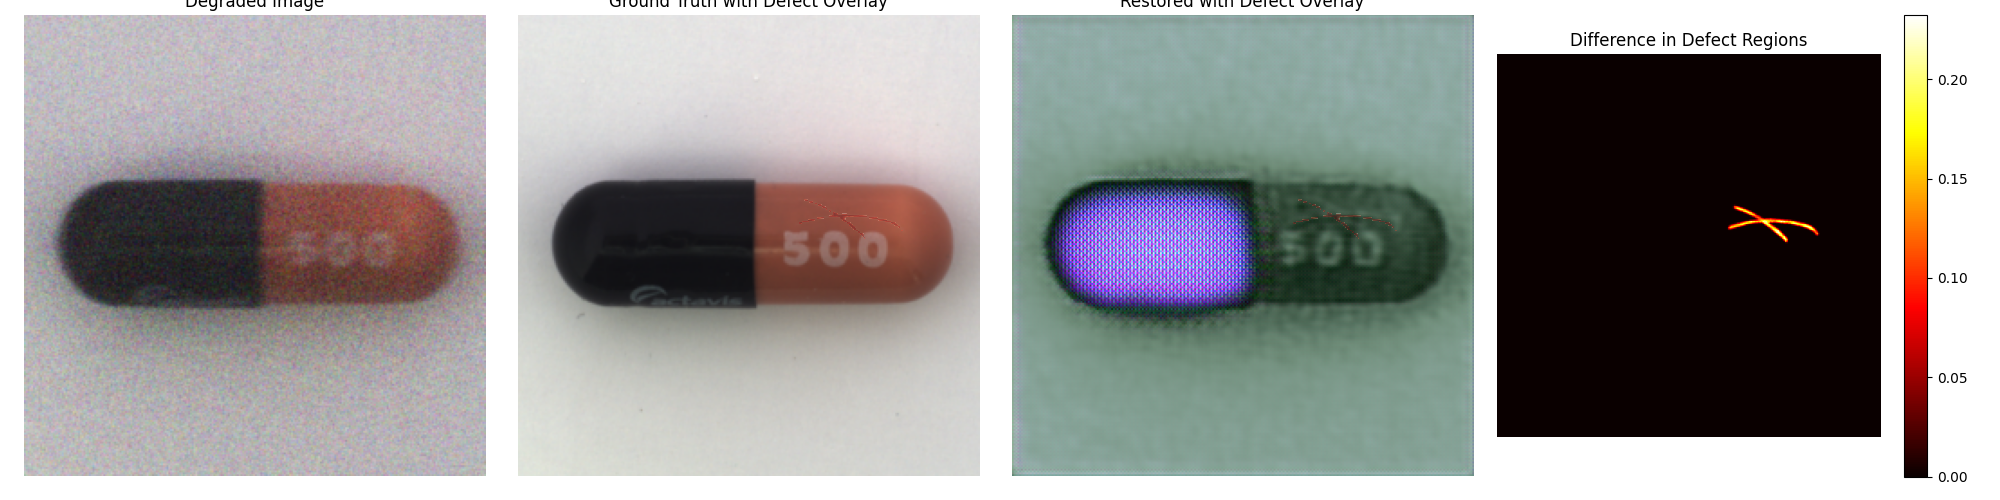 Degraded Image
Ground Truth with Defect Overlay
Restored with Defect Overlay
Difference in Defect Regions
500
500
actavis
500
0.20
0.15
0.10
0.05
0.00